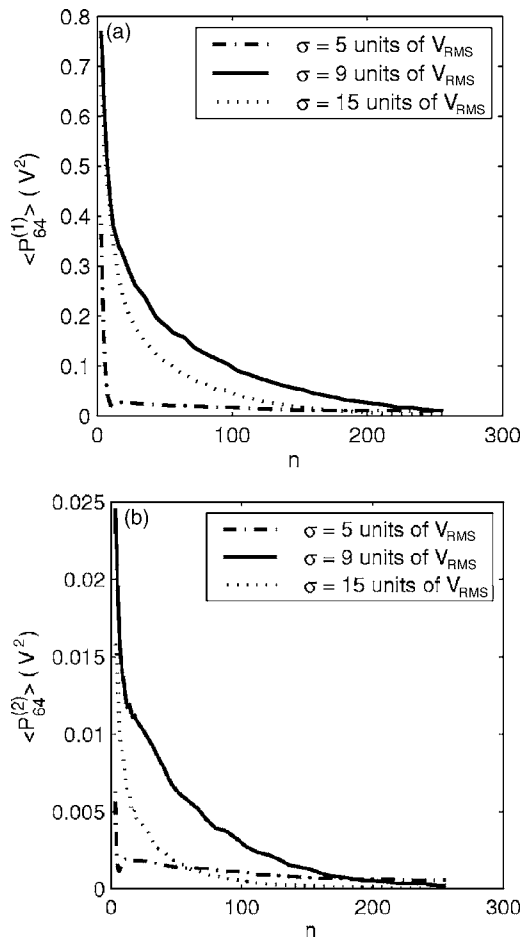 (a)
0.8
0.7
0.6
0.5
0.4
0.3
0.2
0.1
0
σ = 5 units of V_RMS
σ = 9 units of V_RMS
σ = 15 units of V_RMS
<P_64^(1)> ( V^2)
0 100 200 300
n
(b)
0.025
0.02
0.015
0.01
0.005
0
σ = 5 units of V_RMS
σ = 9 units of V_RMS
σ = 15 units of V_RMS
<P_64^(2)> ( V^2)
0 100 200 300
n